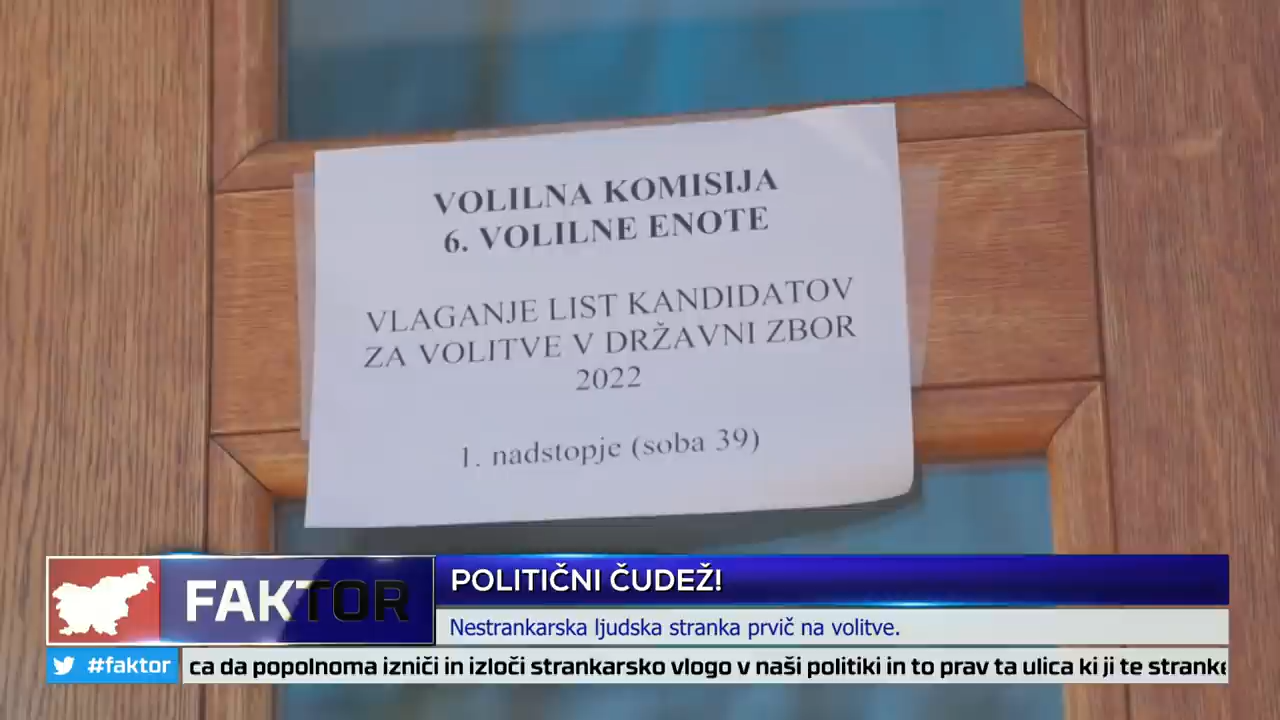 VOLILNA KOMISIJA
6. VOLILNE ENOTE
VLAGANJE LIST KANDIDATOV
ZA VOLITVE V DRŽAVNI ZBOR
2022
1. nadstopje (soba 39)
FAKTOR
POLITIČNI ČUDEŽ!
Nestrankarska ljudska stranka prvič na volitve.
#faktor
ca da popolnoma izniči in izloči strankarsko vlogo v naši politiki in to prav ta ulica ki ji te stranke